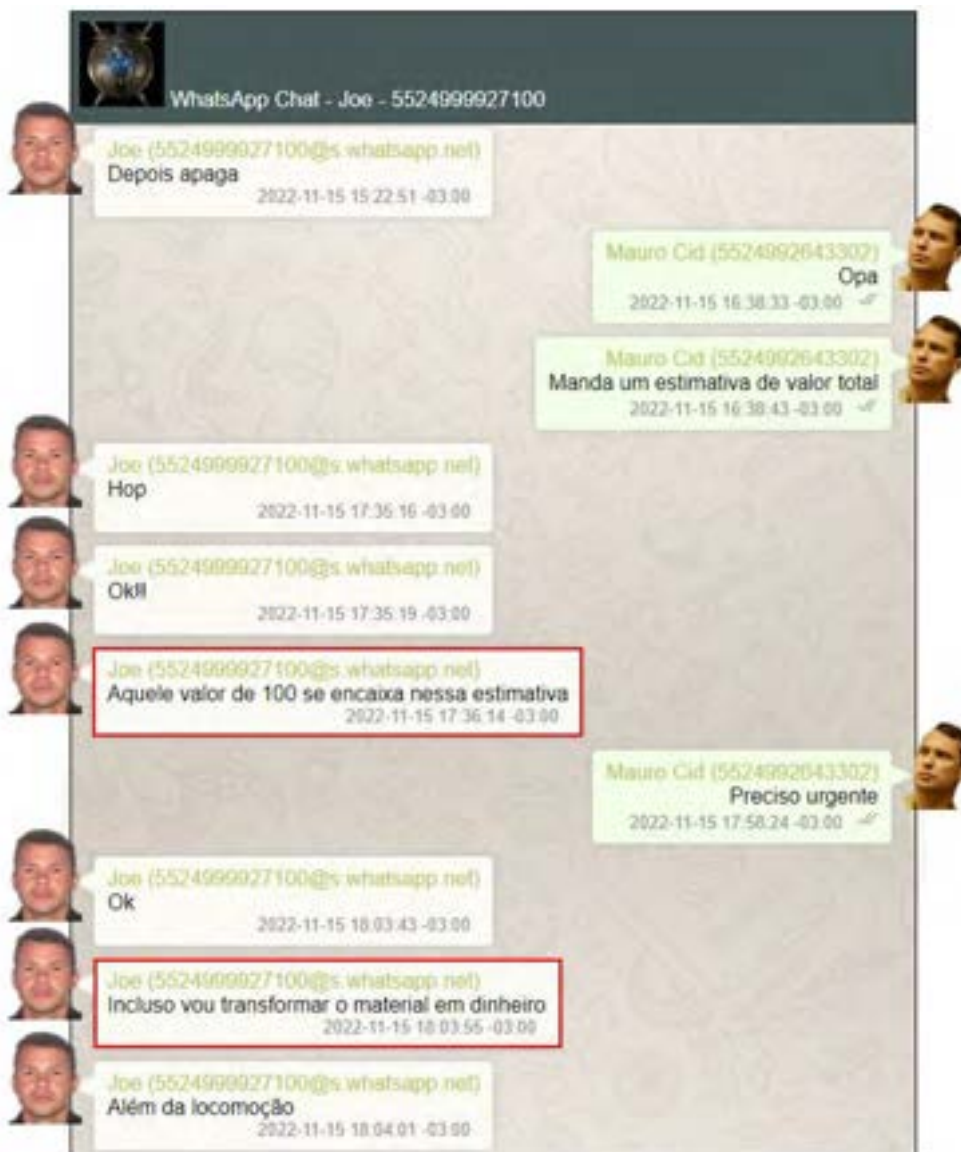 WhatsApp Chat - Joe - 5524999927100
Joe (5524999927100@s.whatsapp.net)
Depois apaga
2022-11-15 15:22:51 -03:00
Mauro Cid (5524992643302)
Opa
2022-11-15 16:38:33 -03:00
Mauro Cid (5524992643302)
Manda um estimativa de valor total
2022-11-15 16:38:43 -03:00
Joe (5524999927100@s.whatsapp.net)
Hop
2022-11-15 17:35:16 -03:00
Joe (5524999927100@s.whatsapp.net)
Ok!!
2022-11-15 17:35:19 -03:00
Joe (5524999927100@s.whatsapp.net)
Aquele valor de 100 se encaixa nessa estimativa
2022-11-15 17:36:14 -03:00
Mauro Cid (5524992643302)
Preciso urgente
2022-11-15 17:58:24 -03:00
Joe (5524999927100@s.whatsapp.net)
Ok
2022-11-15 18:03:43 -03:00
Joe (5524999927100@s.whatsapp.net)
Incluso vou transformar o material em dinheiro
2022-11-15 18:03:55 -03:00
Joe (5524999927100@s.whatsapp.net)
Além da locomoção
2022-11-15 18:04:01 -03:00